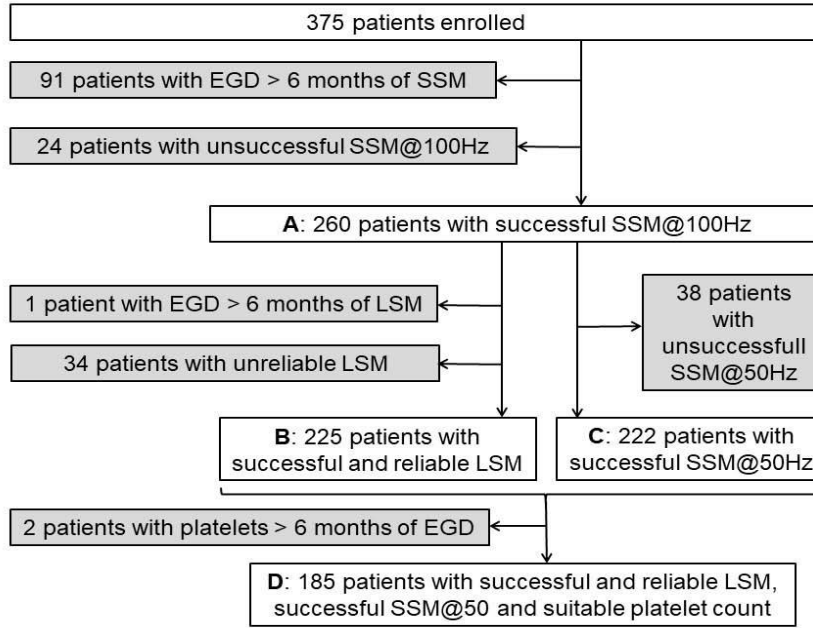 375 patients enrolled
91 patients with EGD > 6 months of SSM
24 patients with unsuccessful SSM@100Hz
A: 260 patients with successful SSM@100Hz
1 patient with EGD > 6 months of LSM
34 patients with unreliable LSM
38 patients
with
unsuccessfull
SSM@50Hz
B: 225 patients with
successful and reliable LSM
C: 222 patients with
successful SSM@50Hz
2 patients with platelets > 6 months of EGD
D: 185 patients with successful and reliable LSM,
successful SSM@50 and suitable platelet count